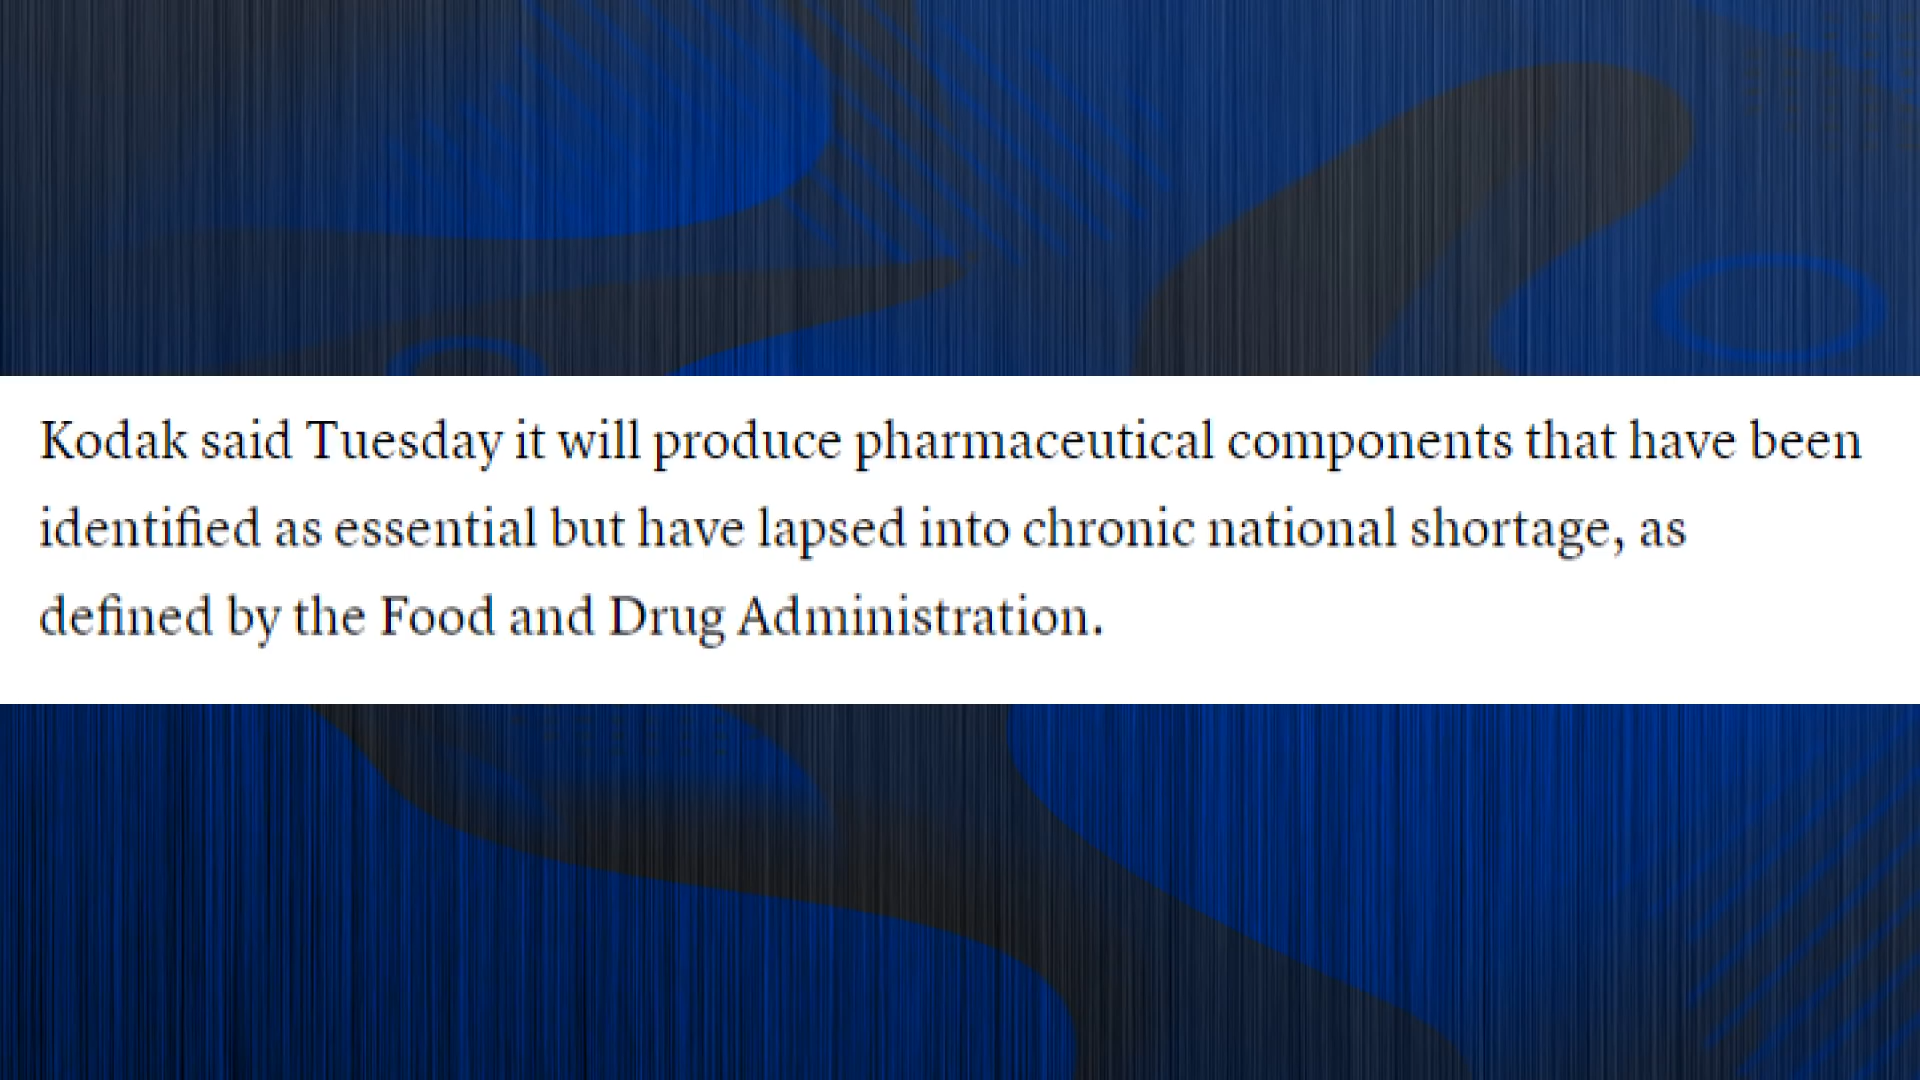 Kodak said Tuesday it will produce pharmaceutical components that have been
identified as essential but have lapsed into chronic national shortage, as
defined by the Food and Drug Administration.